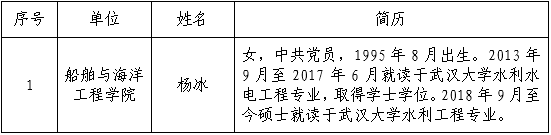 序号 单位 姓名 简历
女，中共党员，1995 年 8 月出生。2013 年
9 月至 2017 年 6 月就读于武汉大学水利水
1 船舶与海洋工程学院 杨冰
电工程专业，取得学士学位。2018 年 9 月至
今硕士就读于武汉大学水利工程专业。